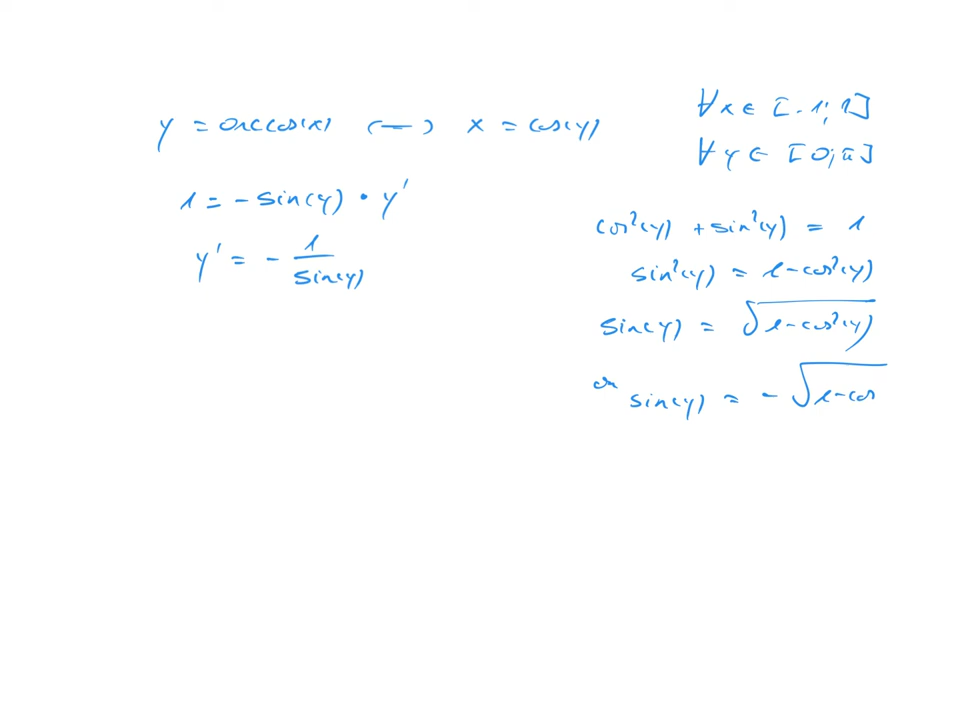 y = arccos(x) ⟷ x = cos(y)
∀ x ∈ [-1; 1]
∀ y ∈ [0; π]
1 = - sin(y) · y'
y' = - 1 / sin(y)
cos²(y) + sin²(y) = 1
sin²(y) = 1 - cos²(y)
sin(y) = √(1 - cos²(y))
or sin(y) = - √(1 - cos